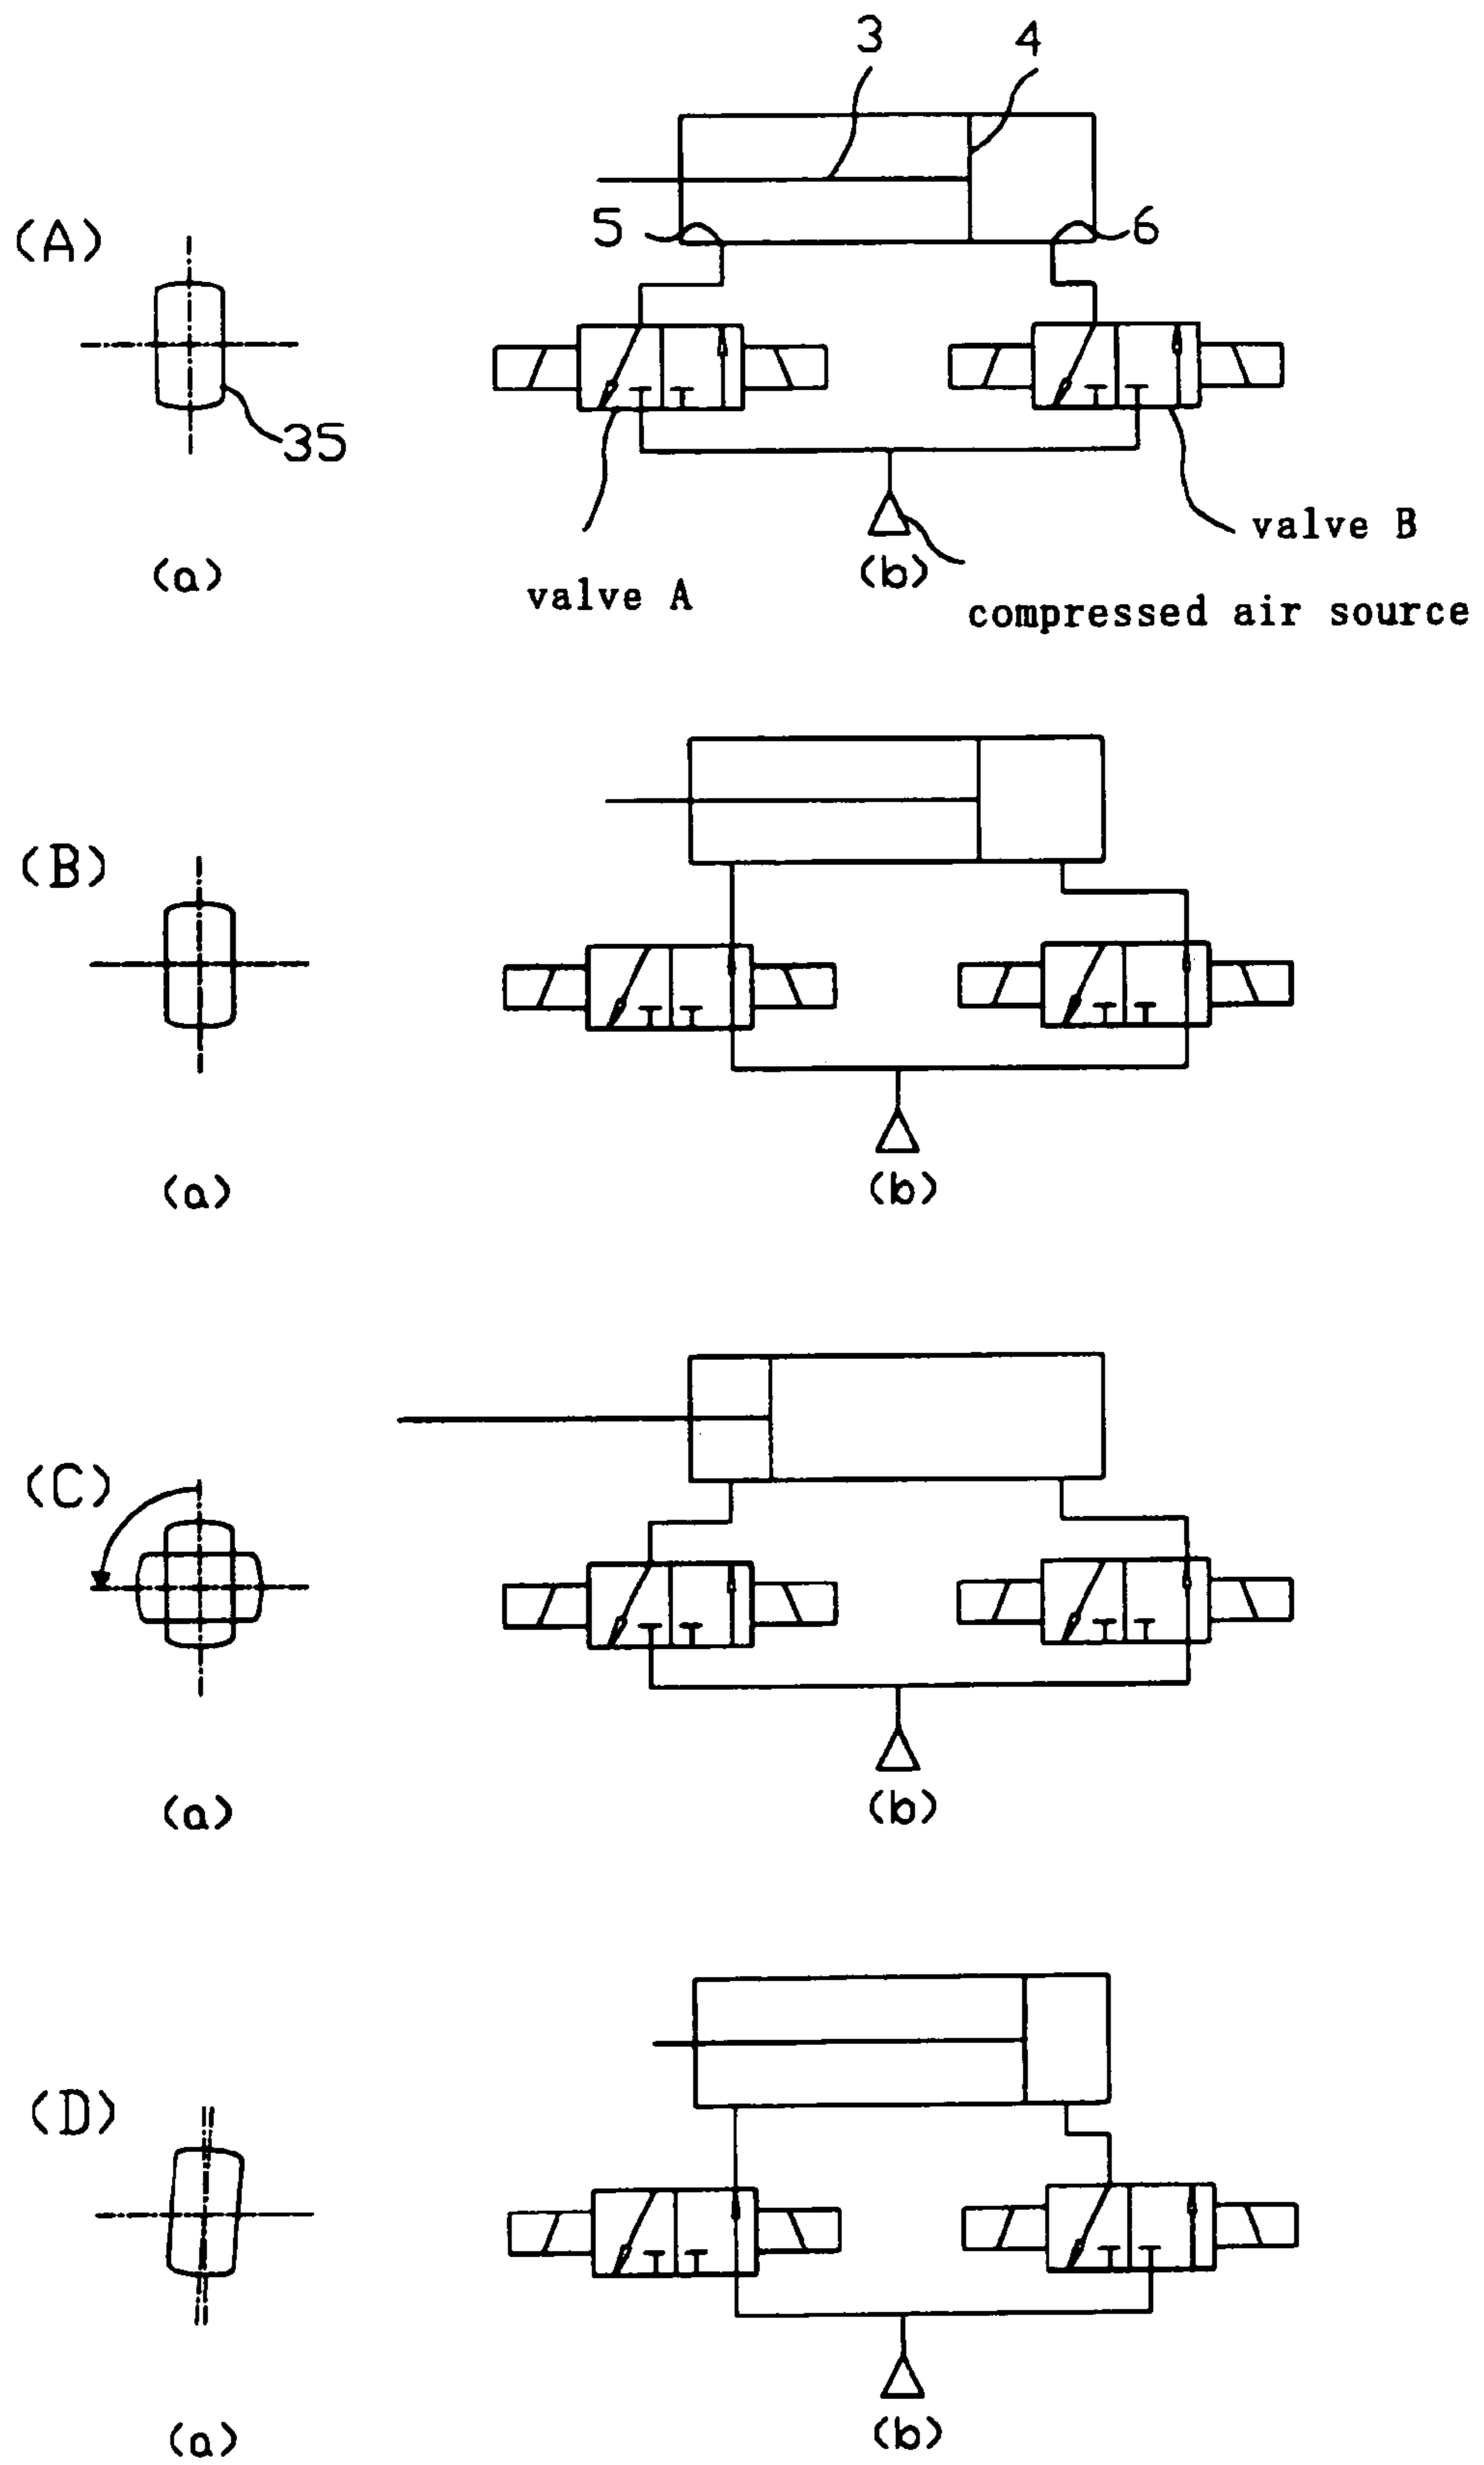 3 4
(A)
5 6
35
valve B
(a) (b)
valve A
compressed air source
(B)
(a) (b)
(C)
(a) (b)
(D)
(a) (b)